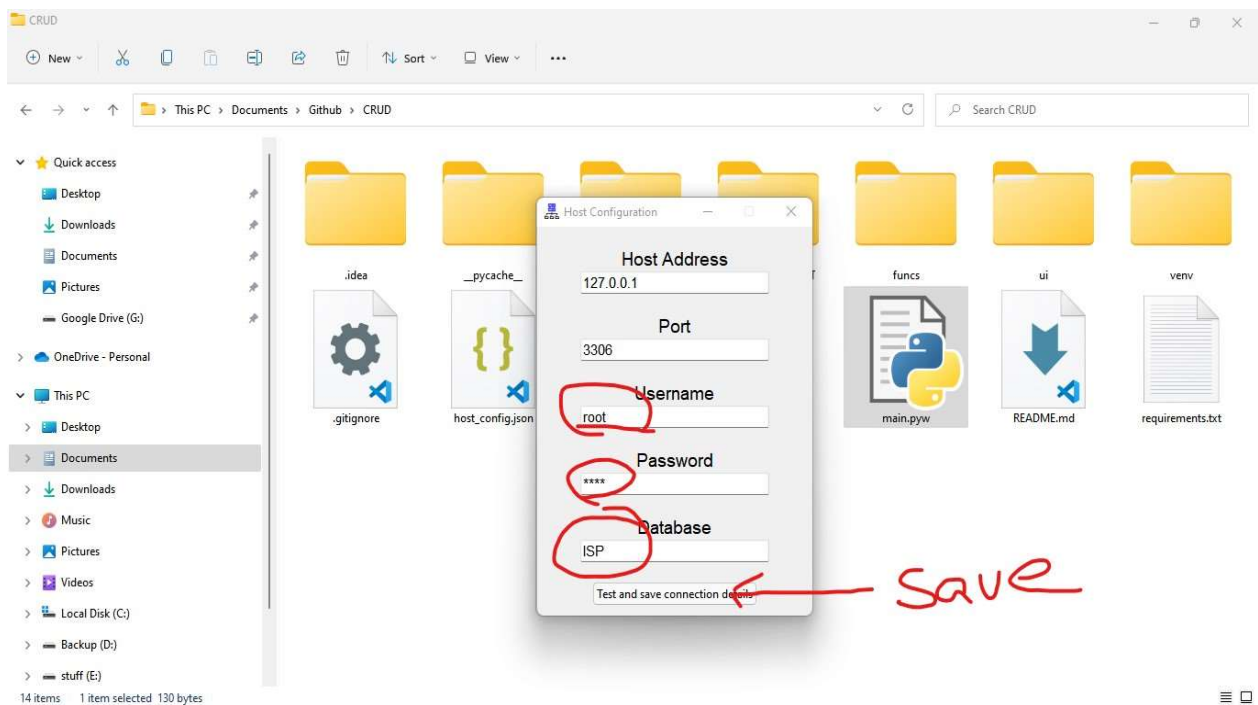 CRUD
New
Sort
View
This PC > Documents > Github > CRUD
Search CRUD
Quick access
Desktop
Downloads
Documents
Pictures
Google Drive (G:)
OneDrive - Personal
This PC
Desktop
Documents
Downloads
Music
Pictures
Videos
Local Disk (C:)
Backup (D:)
stuff (E:)
.idea
__pycache__
funcs
ui
venv
.gitignore
host_config.json
main.pyw
README.md
requirements.txt
Host Configuration
Host Address
127.0.0.1
Port
3306
Username
root
Password
****
Database
ISP
Test and save connection details
save
14 items 1 item selected 130 bytes